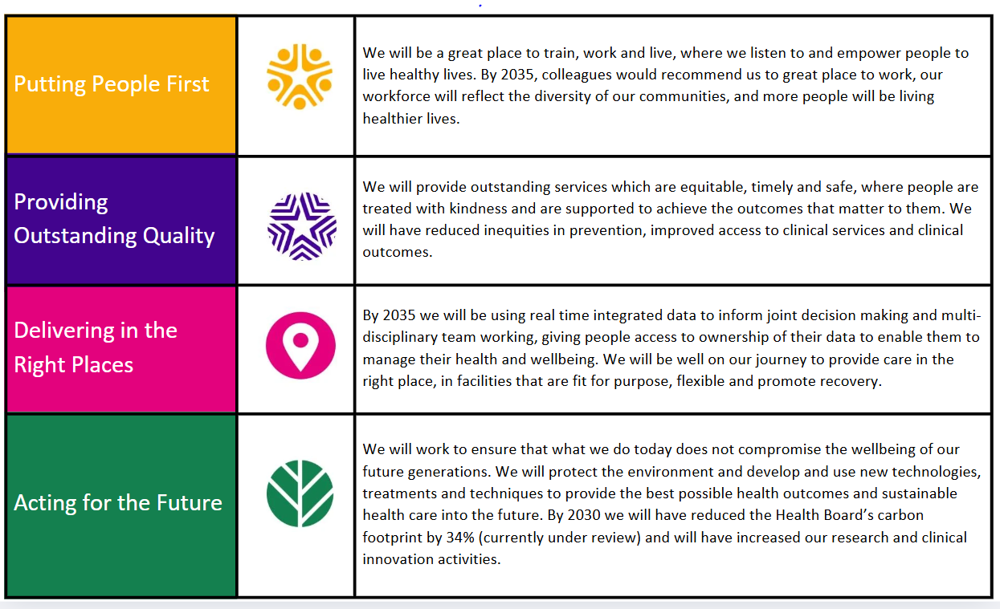 Putting People First
We will be a great place to train, work and live, where we listen to and empower people to
live healthy lives. By 2035, colleagues would recommend us to great place to work, our
workforce will reflect the diversity of our communities, and more people will be living
healthier lives.
Providing
Outstanding Quality
We will provide outstanding services which are equitable, timely and safe, where people are
treated with kindness and are supported to achieve the outcomes that matter to them. We
will have reduced inequities in prevention, improved access to clinical services and clinical
outcomes.
Delivering in the
Right Places
By 2035 we will be using real time integrated data to inform joint decision making and multi-
disciplinary team working, giving people access to ownership of their data to enable them to
manage their health and wellbeing. We will be well on our journey to provide care in the
right place, in facilities that are fit for purpose, flexible and promote recovery.
Acting for the Future
We will work to ensure that what we do today does not compromise the wellbeing of our
future generations. We will protect the environment and develop and use new technologies,
treatments and techniques to provide the best possible health outcomes and sustainable
health care into the future. By 2030 we will have reduced the Health Board’s carbon
footprint by 34% (currently under review) and will have increased our research and clinical
innovation activities.